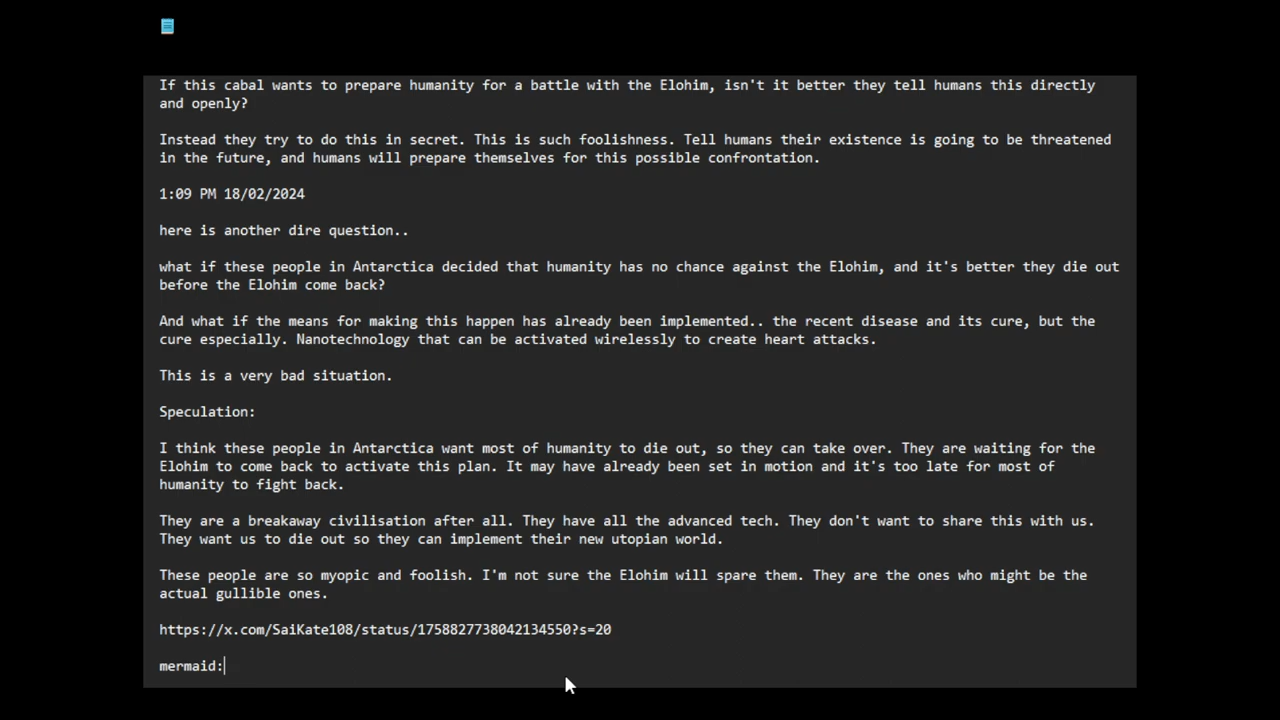 If this cabal wants to prepare humanity for a battle with the Elohim, isn't it better they tell humans this directly
and openly?
Instead they try to do this in secret. This is such foolishness. Tell humans their existence is going to be threatened
in the future, and humans will prepare themselves for this possible confrontation.
1:09 PM 18/02/2024
here is another dire question..
what if these people in Antarctica decided that humanity has no chance against the Elohim, and it's better they die out
before the Elohim come back?
And what if the means for making this happen has already been implemented.. the recent disease and its cure, but the
cure especially. Nanotechnology that can be activated wirelessly to create heart attacks.
This is a very bad situation.
Speculation:
I think these people in Antarctica want most of humanity to die out, so they can take over. They are waiting for the
Elohim to come back to activate this plan. It may have already been set in motion and it's too late for most of
humanity to fight back.
They are a breakaway civilisation after all. They have all the advanced tech. They don't want to share this with us.
They want us to die out so they can implement their new utopian world.
These people are so myopic and foolish. I'm not sure the Elohim will spare them. They are the ones who might be the
actual gullible ones.
https://x.com/SaiKate108/status/1758827738042134550?s=20
mermaid: